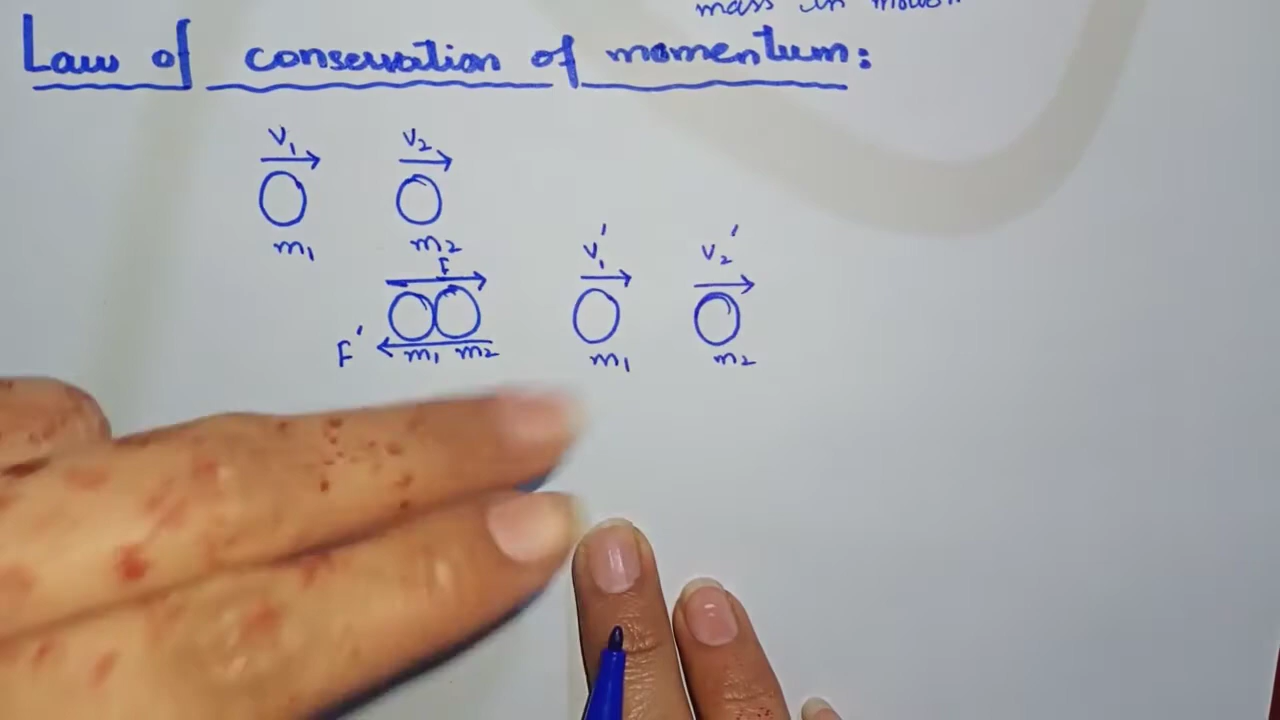 mass in motion
Law of conservation of momentum:
V₁ V₂
m₁ m₂
V₁' V₂'
F
F' m₁ m₂ m₁ m₂